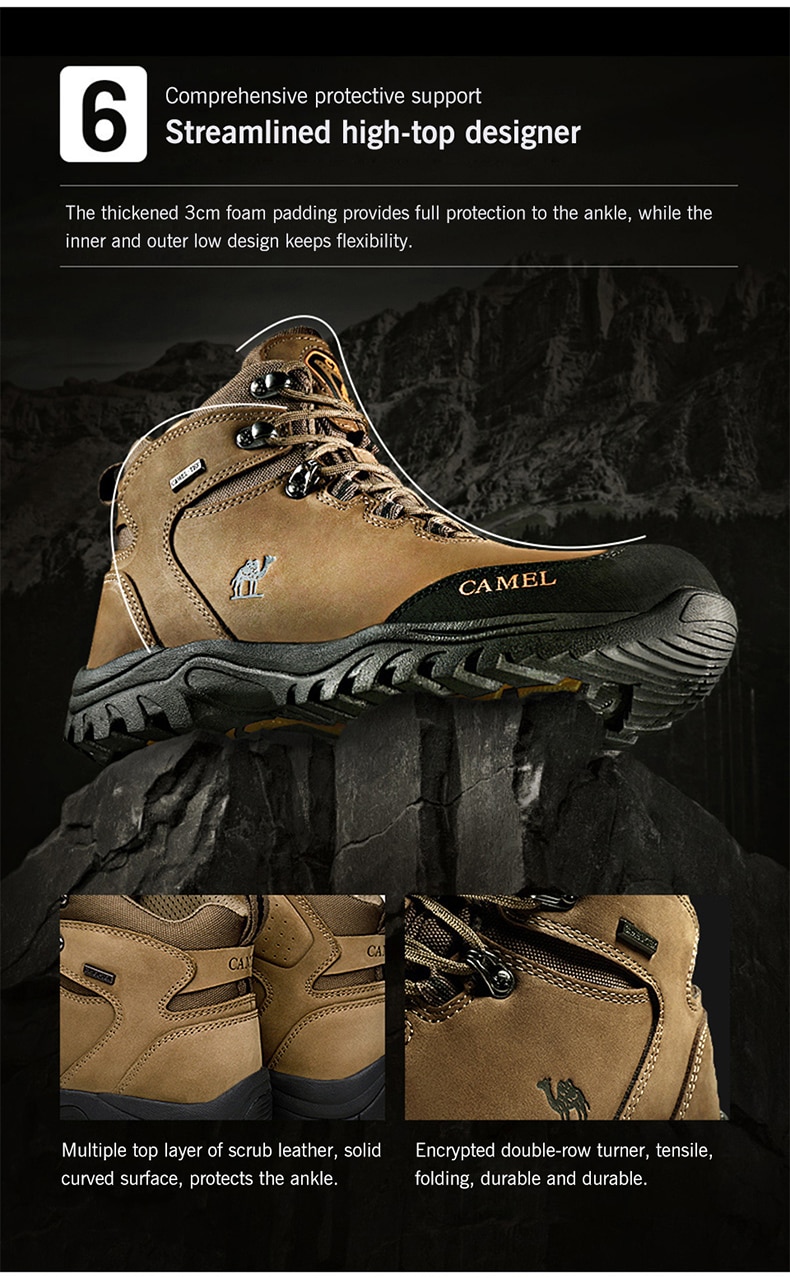 6
Comprehensive protective support
Streamlined high-top designer
The thickened 3cm foam padding provides full protection to the ankle, while the
inner and outer low design keeps flexibility.
CAMEL
CA
Multiple top layer of scrub leather, solid
curved surface, protects the ankle.
Encrypted double-row turner, tensile,
folding, durable and durable.